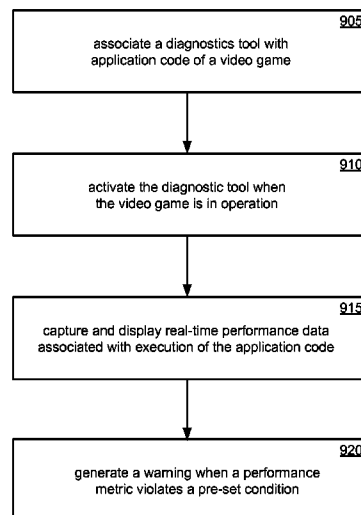 905
associate a diagnostics tool with
application code of a video game
910
activate the diagnostic tool when
the video game is in operation
915
capture and display real-time performance data
associated with execution of the application code
920
generate a warning when a performance
metric violates a pre-set condition